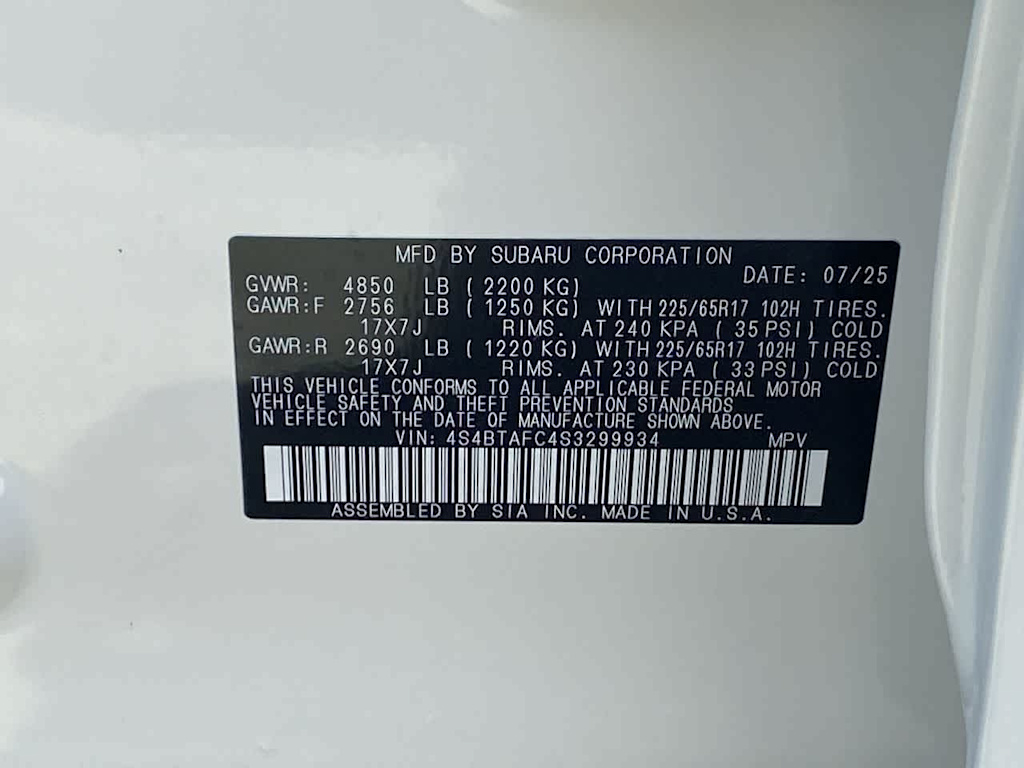 MFD BY SUBARU CORPORATION
DATE: 07/25
GVWR: 4850 LB ( 2200 KG)
GAWR:F 2756 LB ( 1250 KG) WITH 225/65R17 102H TIRES.
17X7J RIMS. AT 240 KPA ( 35 PSI) COLD
GAWR:R 2690 LB ( 1220 KG) WITH 225/65R17 102H TIRES.
17X7J RIMS. AT 230 KPA ( 33 PSI) COLD
THIS VEHICLE CONFORMS TO ALL APPLICABLE FEDERAL MOTOR
VEHICLE SAFETY AND THEFT PREVENTION STANDARDS
IN EFFECT ON THE DATE OF MANUFACTURE SHOWN ABOVE.
VIN: 4S4BTAFC4S3299934 MPV
ASSEMBLED BY SIA INC. MADE IN U.S.A.